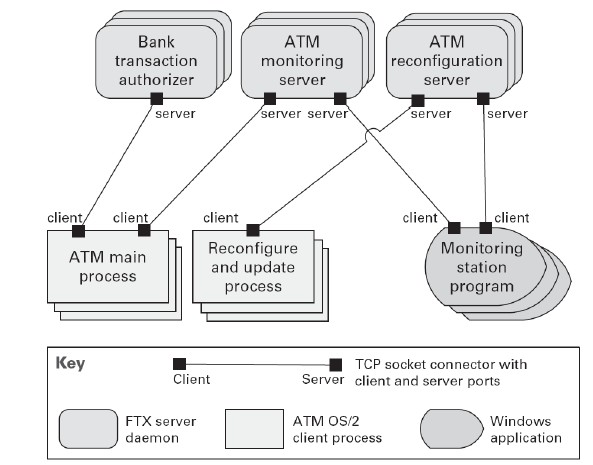 Bank
transaction
authorizer
ATM
monitoring
server
ATM
reconfiguration
server
server
server server
server
server
client
client
client
client
client
ATM main
process
Reconfigure
and update
process
Monitoring
station
program
Key
Client
Server
TCP socket connector with
client and server ports
FTX server
daemon
ATM OS/2
client process
Windows
application